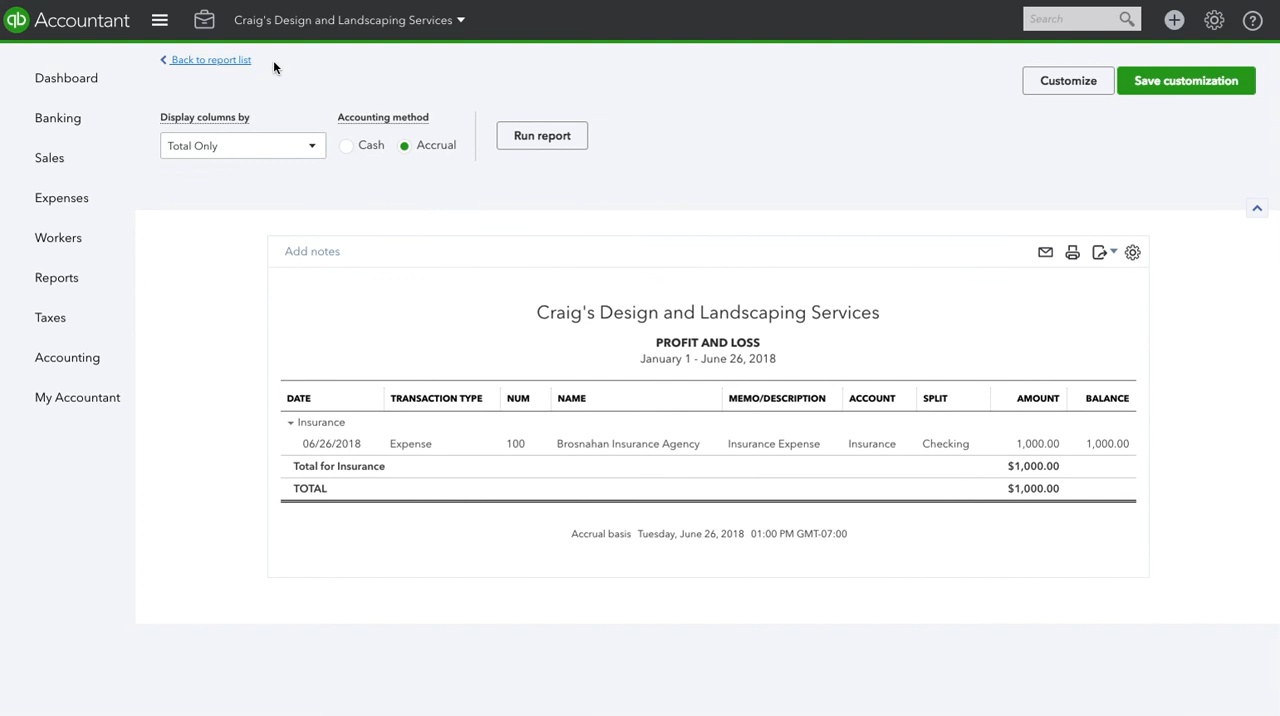 qb Accountant
Craig's Design and Landscaping Services
Search
Back to report list
Dashboard
Banking
Sales
Expenses
Workers
Reports
Taxes
Accounting
My Accountant
Customize
Save customization
Display columns by
Accounting method
Total Only
Cash
Accrual
Run report
Add notes
Craig's Design and Landscaping Services
PROFIT AND LOSS
January 1 - June 26, 2018
DATE TRANSACTION TYPE NUM NAME MEMO/DESCRIPTION ACCOUNT SPLIT AMOUNT BALANCE
Insurance
06/26/2018 Expense 100 Brosnahan Insurance Agency Insurance Expense Insurance Checking 1,000.00 1,000.00
Total for Insurance $1,000.00
TOTAL $1,000.00
Accrual basis Tuesday, June 26, 2018 01:00 PM GMT-07:00